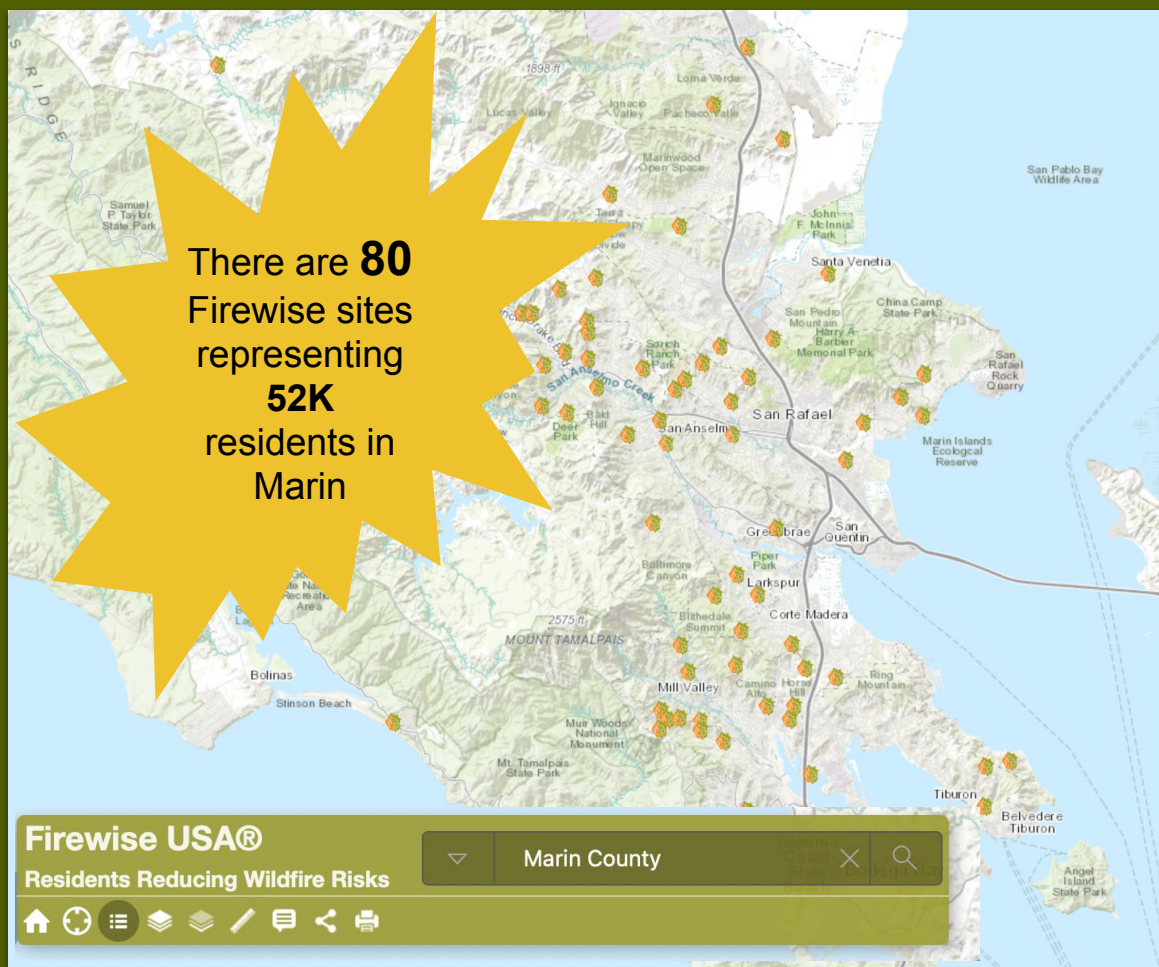 1898 ft
Loma Verde
Lucas Valley
Ignacio
Valley
Pacheco Valle
Marinwood
Open Space
San Pablo Bay
Wildlife Area
Samuel
P. Taylor
State Park
RIDGE
John
F. McInnis
Park
Santa Venetia
China Camp
State Park
San Pedro
Mountain
Harry A
Barbier
Memorial Park
San
Rafael
Rock
Quarry
There are 80
Firewise sites
representing
52K
residents in
Marin
Sorich
Ranch
Park
San Anselmo Creek
Bald
Hill
Deer
Park
San Anselm
San Rafael
Marin Islands
Ecological
Reserve
Greenbrae
San
Quentin
Piper
Park
Baltimore
Canyon
Larkspur
Corte Madera
Blithedale
Summit
2575 ft
MOUNT TAMALPAIS
Bolinas
Stinson Beach
Mill Valley
Camino
Alto
Horse
Hill
Ring
Mountain
Muir Woods
National
Monument
Mt. Tamalpais
State Park
Tiburon
Belvedere
Tiburon
Angel
Island
State Park
Firewise USA®
Residents Reducing Wildfire Risks
Marin County